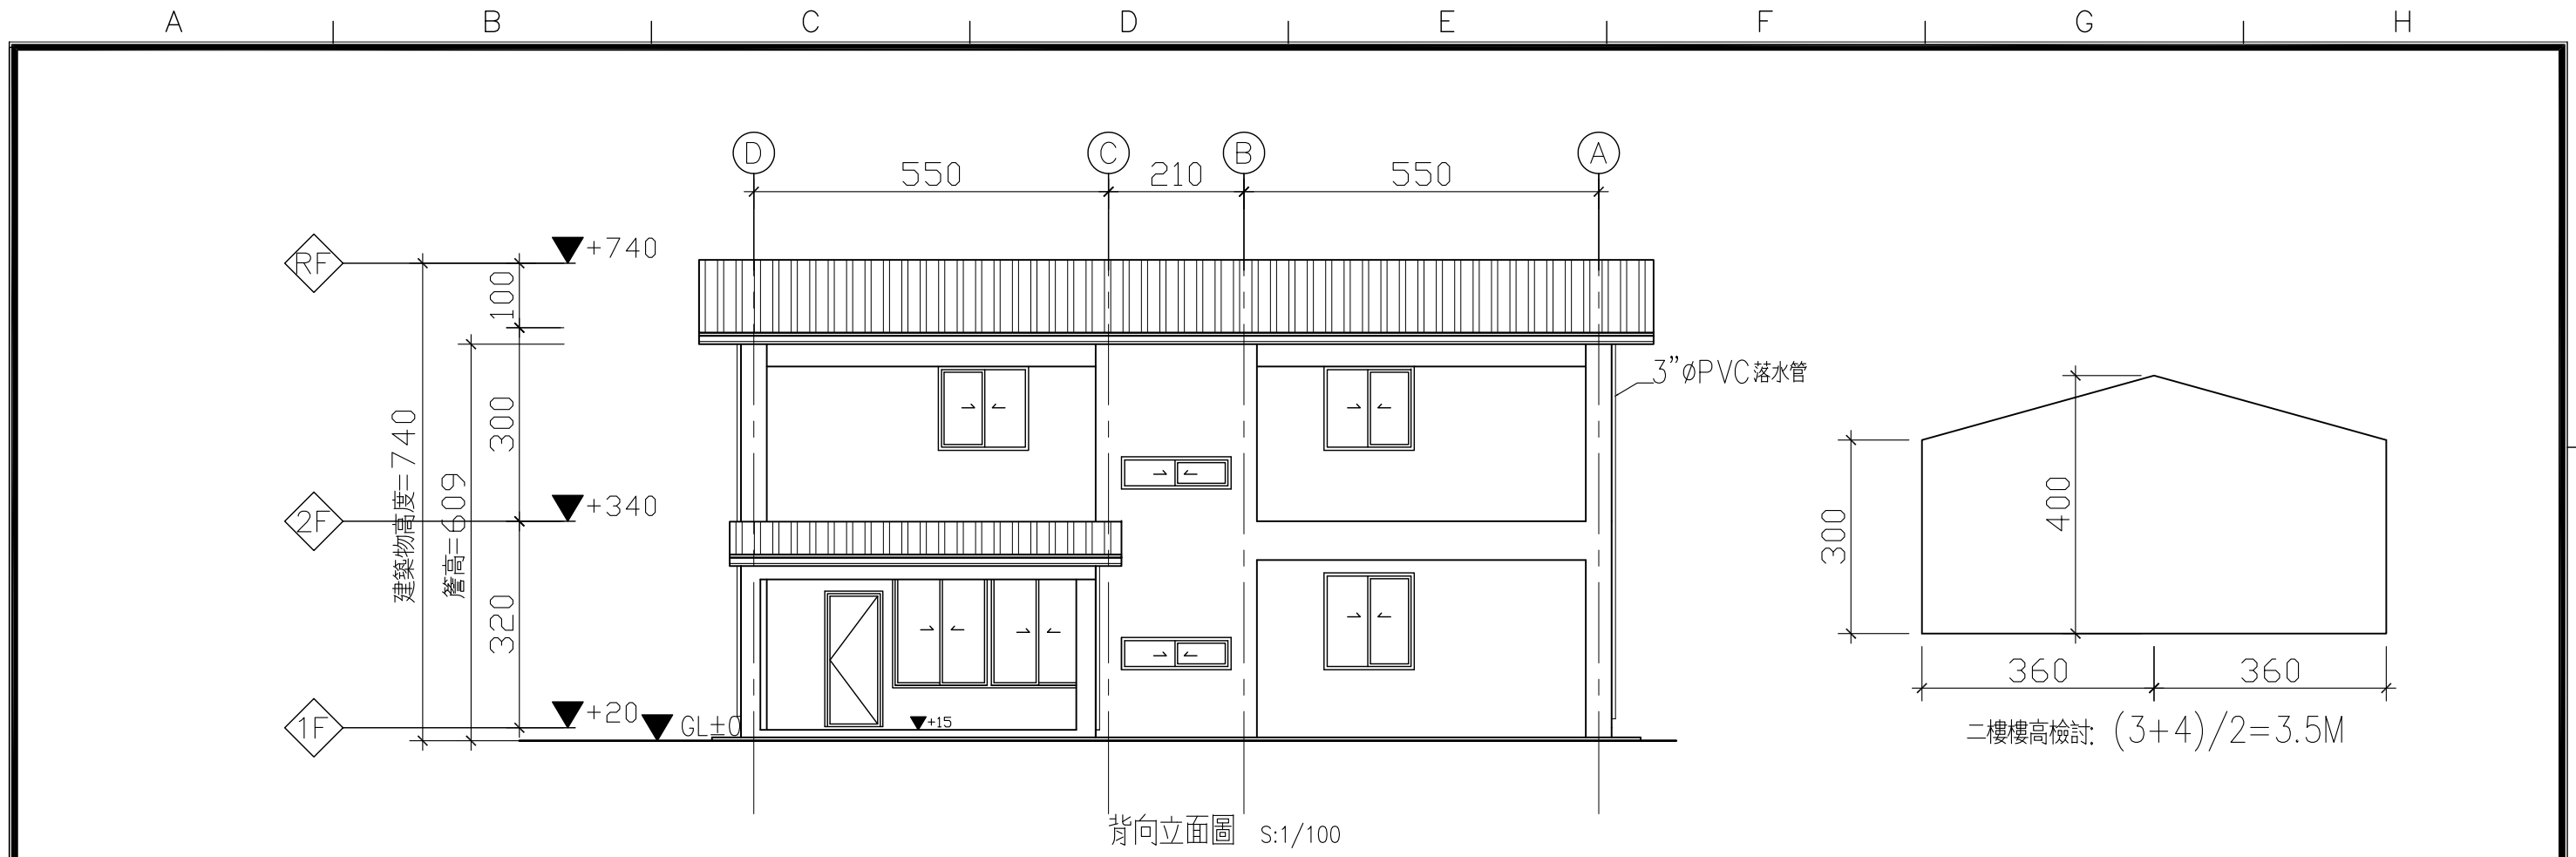 A B C D E F G H
D C B A
550 210 550
RF +740
100
300
2F +340
320
建築物高度=740
簷高=609
1F +20
GL±0
+15
3”øPVC落水管
300
400
360 360
二樓樓高檢討: (3+4)/2=3.5M
背向立面圖 S:1/100